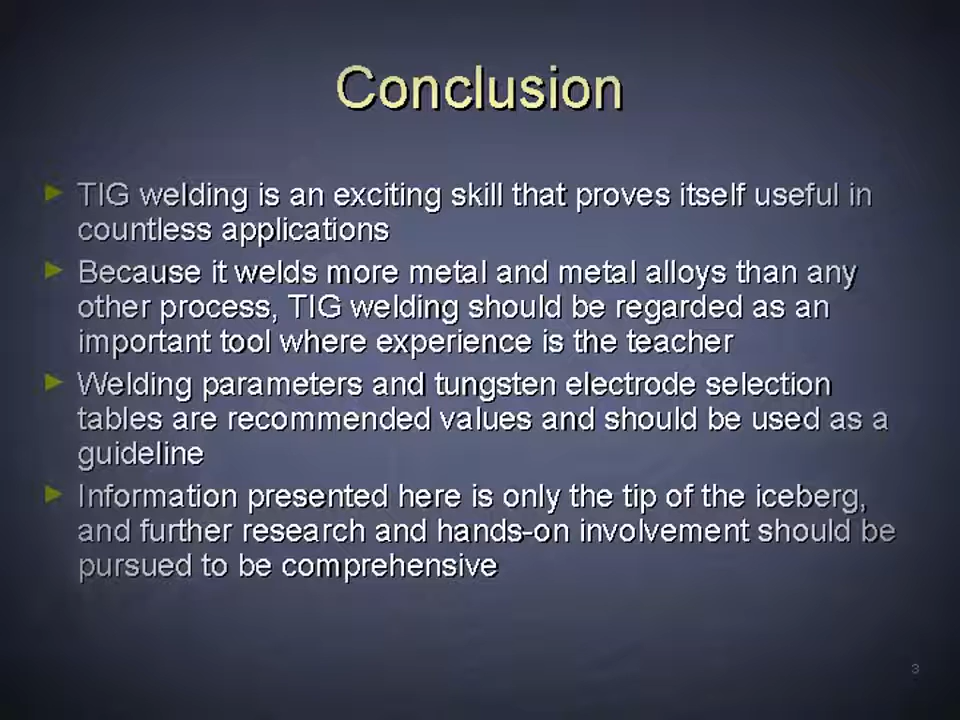 Conclusion
TIG welding is an exciting skill that proves itself useful in
countless applications
Because it welds more metal and metal alloys than any
other process, TIG welding should be regarded as an
important tool where experience is the teacher
Welding parameters and tungsten electrode selection
tables are recommended values and should be used as a
guideline
Information presented here is only the tip of the iceberg,
and further research and hands-on involvement should be
pursued to be comprehensive
3